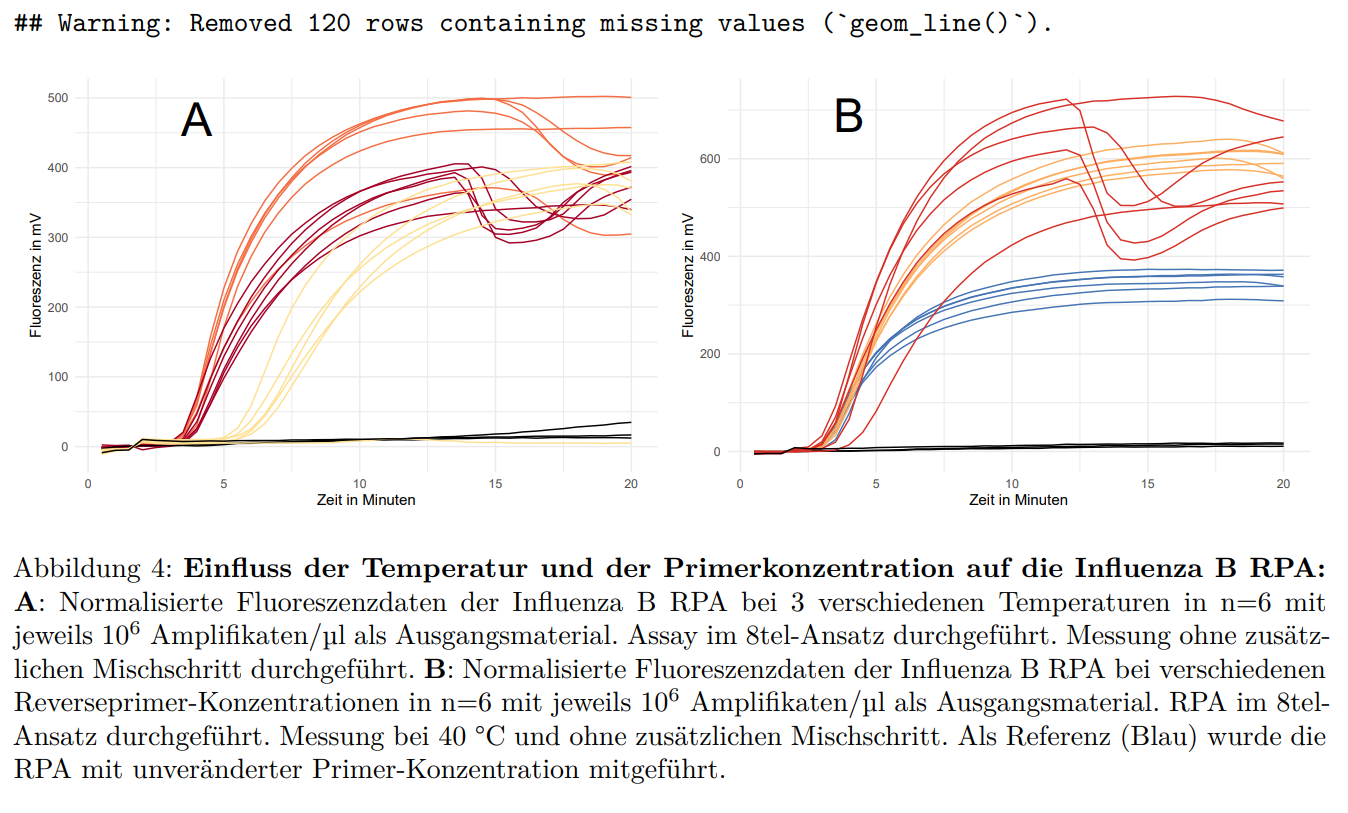 ## Warning: Removed 120 rows containing missing values (`geom_line()`).
A
500
400
300
200
100
0
Fluoreszenz in mV
0 5 10 15 20
Zeit in Minuten
B
600
400
200
0
Fluoreszenz in mV
0 5 10 15 20
Zeit in Minuten
Abbildung 4: Einfluss der Temperatur und der Primerkonzentration auf die Influenza B RPA:
A: Normalisierte Fluoreszenzdaten der Influenza B RPA bei 3 verschiedenen Temperaturen in n=6 mit
jeweils 10⁶ Amplifikaten/µl als Ausgangsmaterial. Assay im 8tel-Ansatz durchgeführt. Messung ohne zusätz-
lichen Mischschritt durchgeführt. B: Normalisierte Fluoreszenzdaten der Influenza B RPA bei verschiedenen
Reverseprimer-Konzentrationen in n=6 mit jeweils 10⁶ Amplifikaten/µl als Ausgangsmaterial. RPA im 8tel-
Ansatz durchgeführt. Messung bei 40 °C und ohne zusätzlichen Mischschritt. Als Referenz (Blau) wurde die
RPA mit unveränderter Primer-Konzentration mitgeführt.